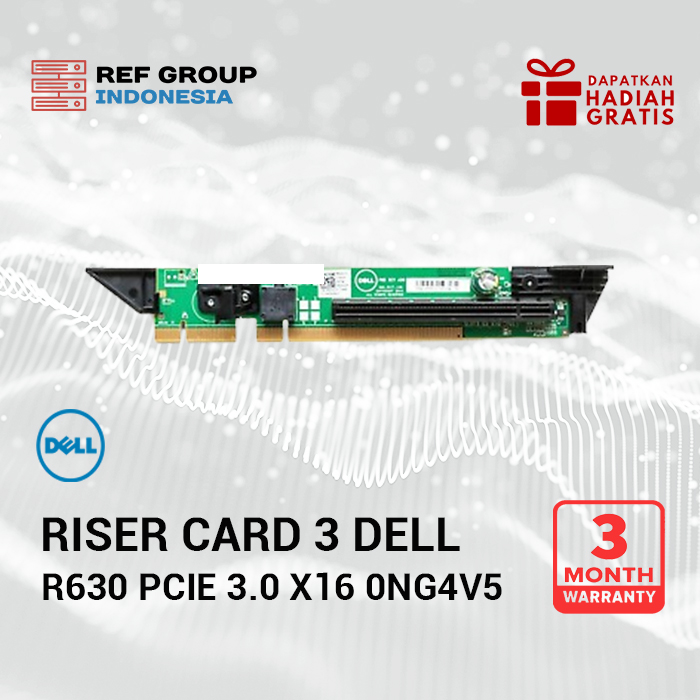 REF GROUP
INDONESIA
DAPATKAN
HADIAH
GRATIS
DELL
DELL
RISER CARD 3 DELL
R630 PCIE 3.0 X16 0NG4V5
3
MONTH
WARRANTY